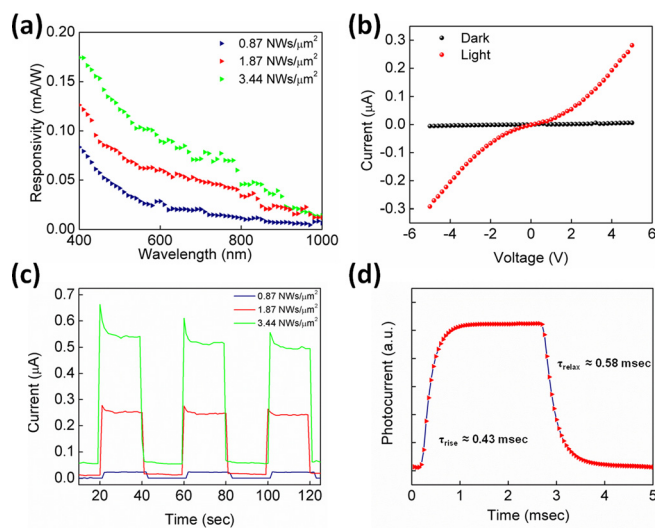 (a)
0.87 NWs/μm²
1.87 NWs/μm²
3.44 NWs/μm²
Responsivity (mA/W)
0.20
0.15
0.10
0.05
0.00
400 600 800 1000
Wavelength (nm)
(b)
Dark
Light
Current (μA)
0.3
0.2
0.1
0.0
-0.1
-0.2
-0.3
-6 -4 -2 0 2 4 6
Voltage (V)
(c)
0.87 NWs/μm²
1.87 NWs/μm²
3.44 NWs/μm²
Current (μA)
0.7
0.6
0.5
0.4
0.3
0.2
0.1
0.0
20 40 60 80 100 120
Time (sec)
(d)
Photocurrent (a.u.)
τrelax ≈ 0.58 msec
τrise ≈ 0.43 msec
0 1 2 3 4 5
Time (msec)